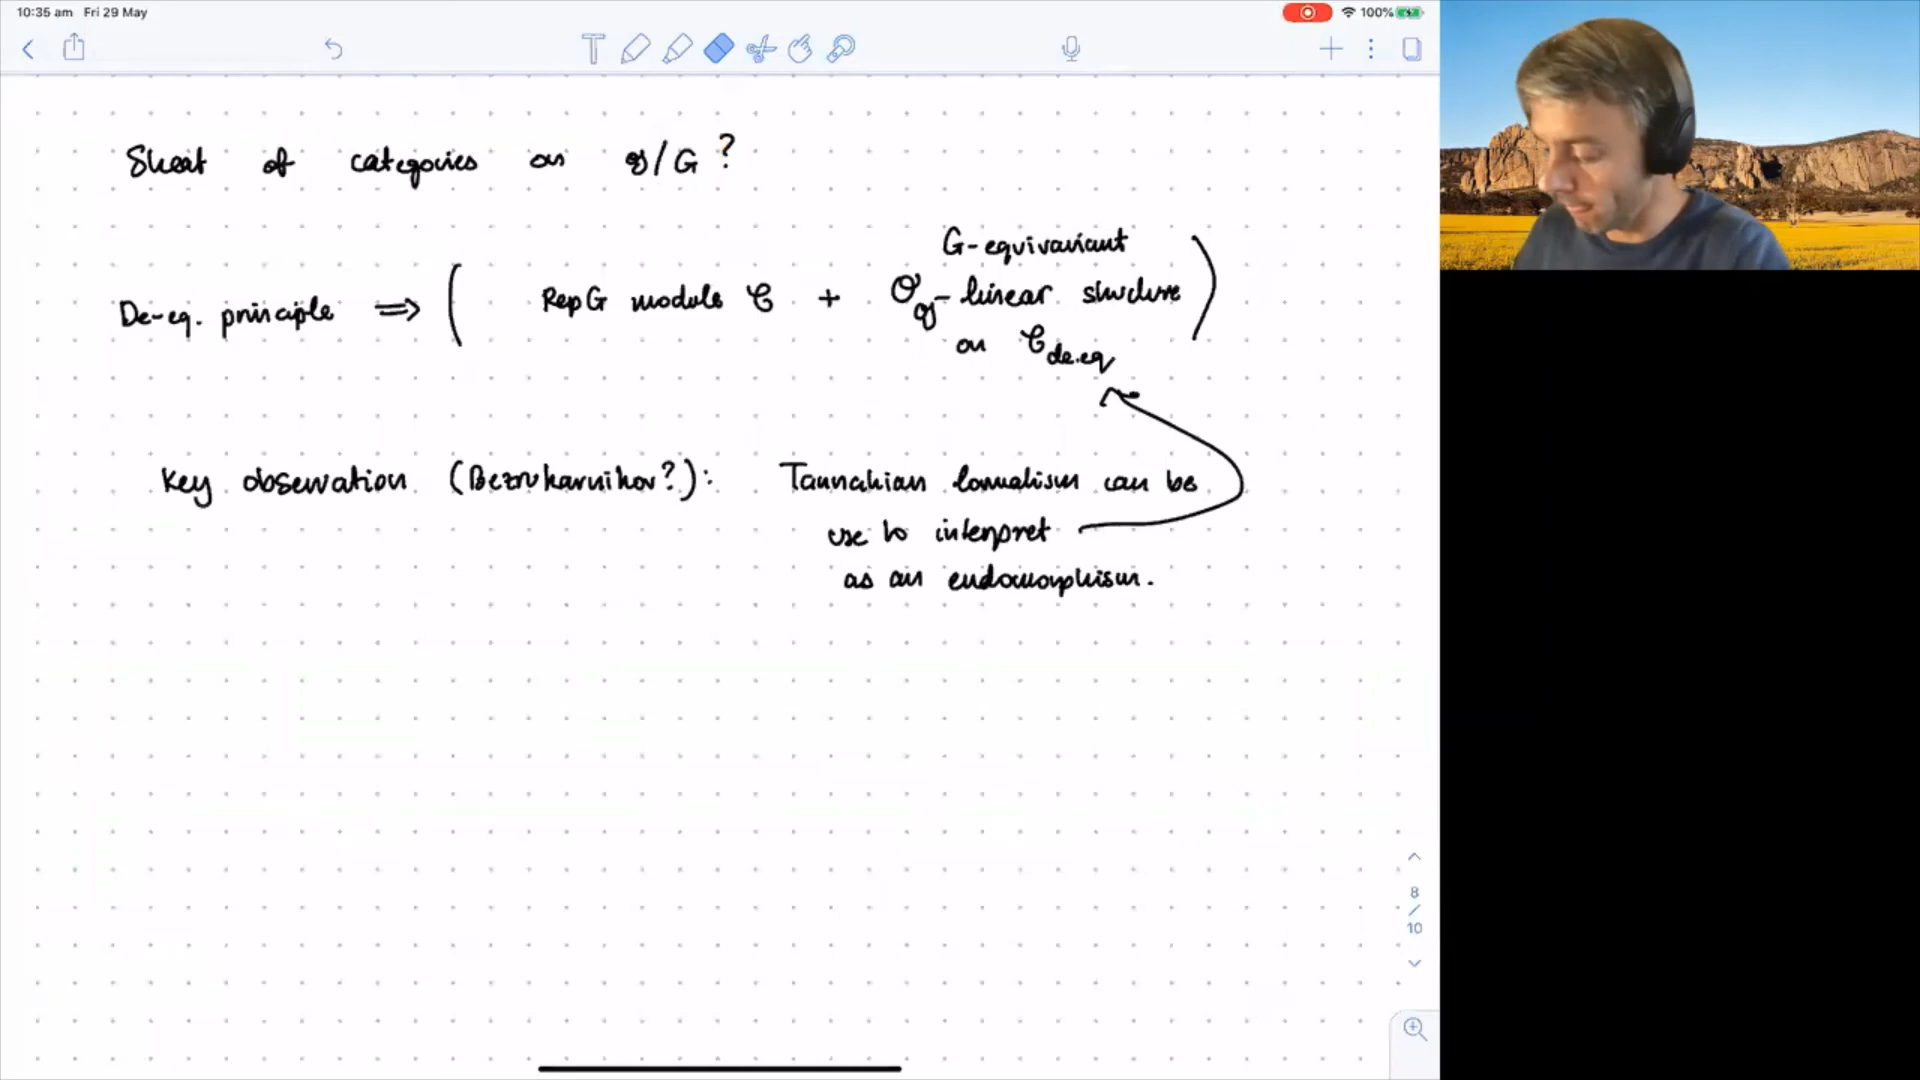 10:35 am Fri 29 May
100%
Sheaf of categories on 𝔤/G ?
G-equivariant
De-eq. principle ⇒ ( Rep G module 𝒞 + 𝒪_𝔤-linear structure )
on 𝒞_de.eq
Key observation (Bezrukarnikov?): Tannakian formalism can be
use to interpret
as an endomorphism.
8
/
10